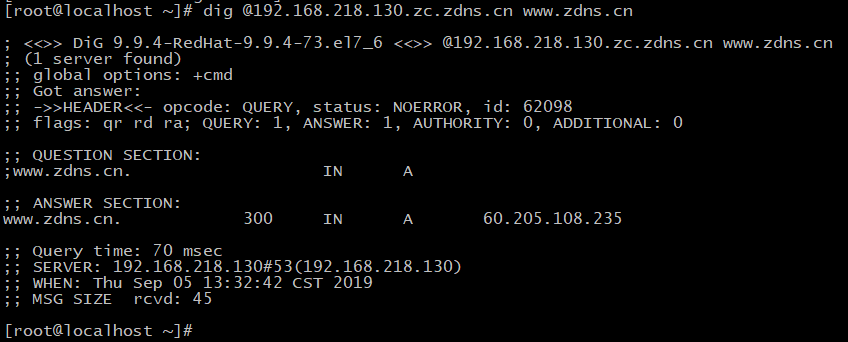 [root@localhost ~]# dig @192.168.218.130.zc.zdns.cn www.zdns.cn
; <<>> DiG 9.9.4-RedHat-9.9.4-73.el7_6 <<>> @192.168.218.130.zc.zdns.cn www.zdns.cn
; (1 server found)
;; global options: +cmd
;; Got answer:
;; ->>HEADER<<- opcode: QUERY, status: NOERROR, id: 62098
;; flags: qr rd ra; QUERY: 1, ANSWER: 1, AUTHORITY: 0, ADDITIONAL: 0
;; QUESTION SECTION:
;www.zdns.cn. IN A
;; ANSWER SECTION:
www.zdns.cn. 300 IN A 60.205.108.235
;; Query time: 70 msec
;; SERVER: 192.168.218.130#53(192.168.218.130)
;; WHEN: Thu Sep 05 13:32:42 CST 2019
;; MSG SIZE rcvd: 45
[root@localhost ~]#